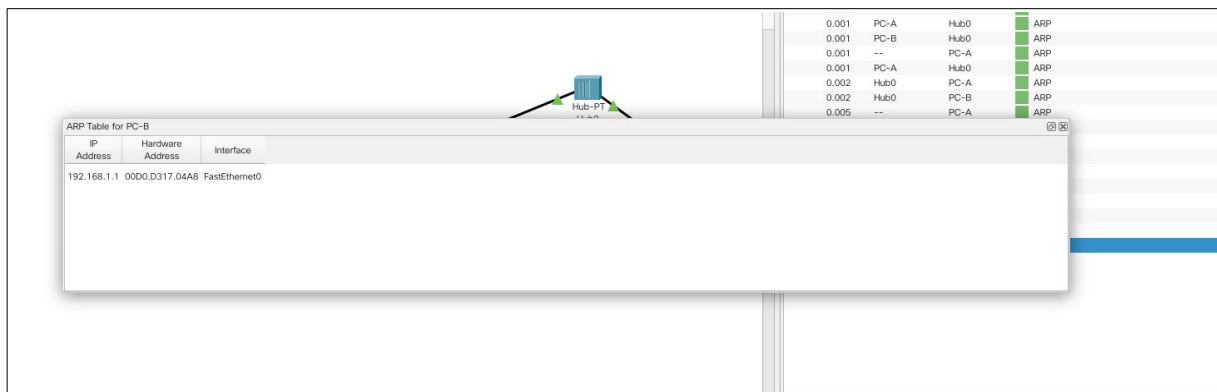 0.001 PC-A Hub0 ARP
0.001 PC-B Hub0 ARP
0.001 -- PC-A ARP
0.001 PC-A Hub0 ARP
0.002 Hub0 PC-A ARP
0.002 Hub0 PC-B ARP
0.005 -- PC-A ARP
Hub-PT
Hub0
ARP Table for PC-B
IP Address Hardware Address Interface
192.168.1.1 00D0.D317.04A8 FastEthernet0